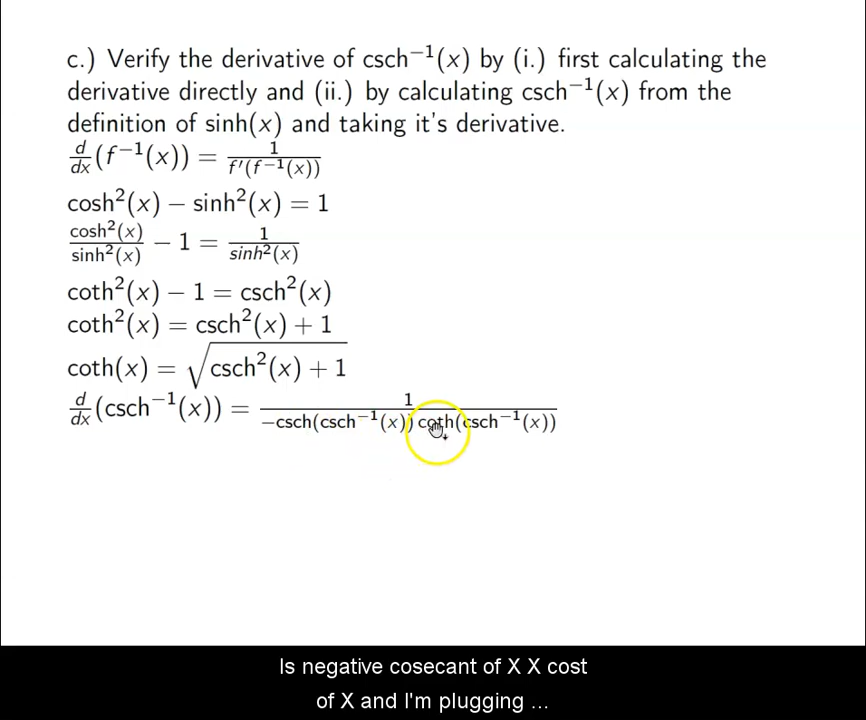 c.) Verify the derivative of csch⁻¹(x) by (i.) first calculating the
derivative directly and (ii.) by calculating csch⁻¹(x) from the
definition of sinh(x) and taking it's derivative.
d/dx (f⁻¹(x)) = 1/f′(f⁻¹(x))
cosh²(x) − sinh²(x) = 1
cosh²(x)/sinh²(x) − 1 = 1/sinh²(x)
coth²(x) − 1 = csch²(x)
coth²(x) = csch²(x) + 1
coth(x) = √(csch²(x) + 1)
d/dx (csch⁻¹(x)) = 1/−csch(csch⁻¹(x)) coth(csch⁻¹(x))
Is negative cosecant of X X cost
of X and I'm plugging ...